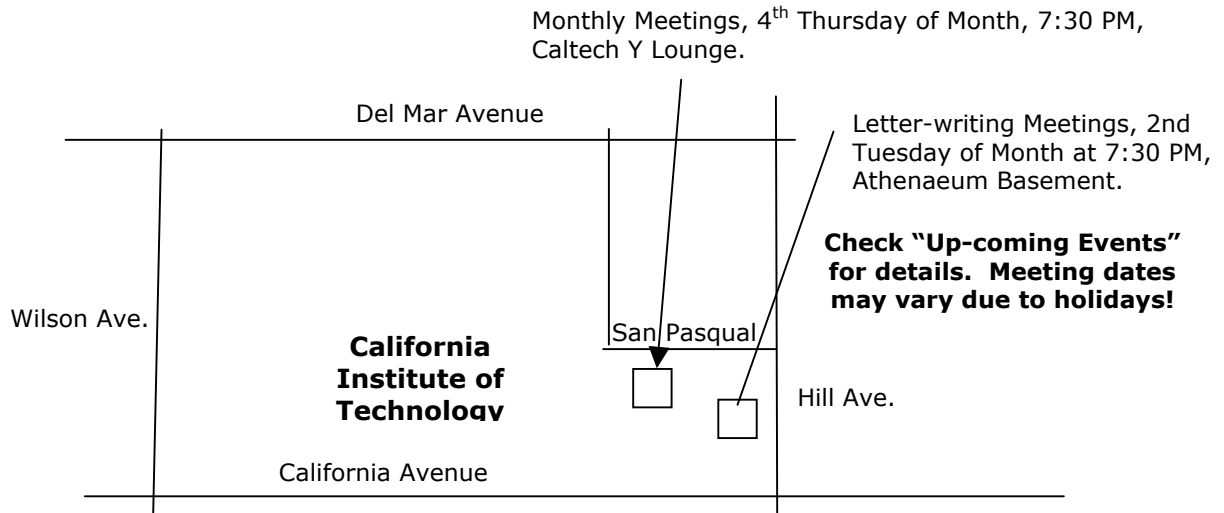 Monthly Meetings, 4th Thursday of Month, 7:30 PM,
Caltech Y Lounge.
Del Mar Avenue
Letter-writing Meetings, 2nd
Tuesday of Month at 7:30 PM,
Athenaeum Basement.
Check “Up-coming Events”
for details. Meeting dates
may vary due to holidays!
Wilson Ave.
San Pasqual
California
Institute of
Technology
Hill Ave.
California Avenue